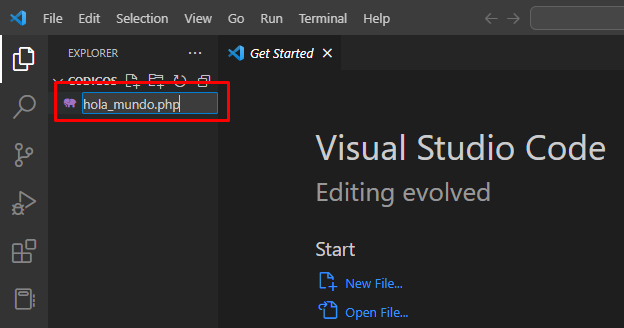 File Edit Selection View Go Run Terminal Help
EXPLORER
Get Started
CODIGOS
hola_mundo.php
Visual Studio Code
Editing evolved
Start
New File...
Open File...